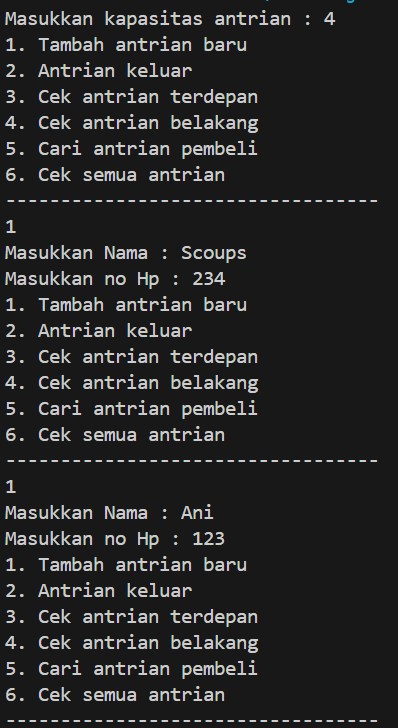 Masukkan kapasitas antrian : 4
1. Tambah antrian baru
2. Antrian keluar
3. Cek antrian terdepan
4. Cek antrian belakang
5. Cari antrian pembeli
6. Cek semua antrian
----------------------------------
1
Masukkan Nama : Scoups
Masukkan no Hp : 234
1. Tambah antrian baru
2. Antrian keluar
3. Cek antrian terdepan
4. Cek antrian belakang
5. Cari antrian pembeli
6. Cek semua antrian
----------------------------------
1
Masukkan Nama : Ani
Masukkan no Hp : 123
1. Tambah antrian baru
2. Antrian keluar
3. Cek antrian terdepan
4. Cek antrian belakang
5. Cari antrian pembeli
6. Cek semua antrian
----------------------------------